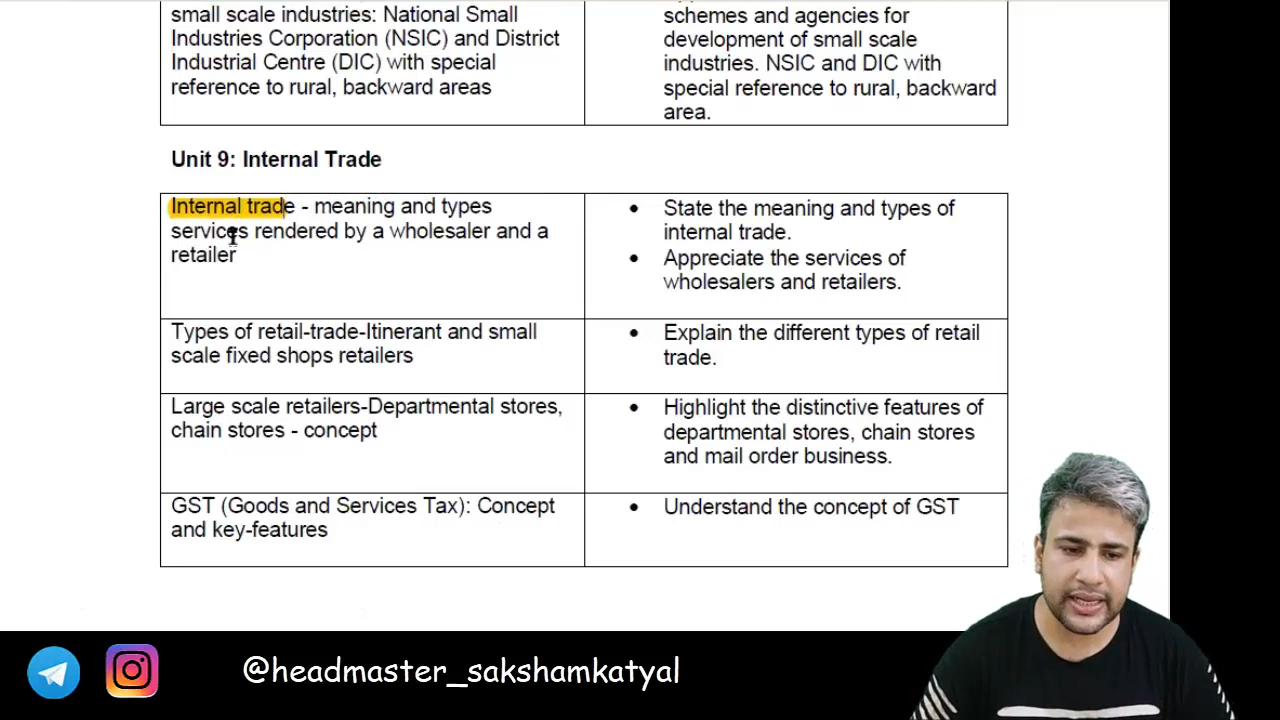 small scale industries: National Small
Industries Corporation (NSIC) and District
Industrial Centre (DIC) with special
reference to rural, backward areas
schemes and agencies for
development of small scale
industries. NSIC and DIC with
special reference to rural, backward
area.
Unit 9: Internal Trade
Internal trade - meaning and types
services rendered by a wholesaler and a
retailer
• State the meaning and types of
internal trade.
• Appreciate the services of
wholesalers and retailers.
Types of retail-trade-Itinerant and small
scale fixed shops retailers
• Explain the different types of retail
trade.
Large scale retailers-Departmental stores,
chain stores - concept
• Highlight the distinctive features of
departmental stores, chain stores
and mail order business.
GST (Goods and Services Tax): Concept
and key-features
• Understand the concept of GST
@headmaster_sakshamkatyal